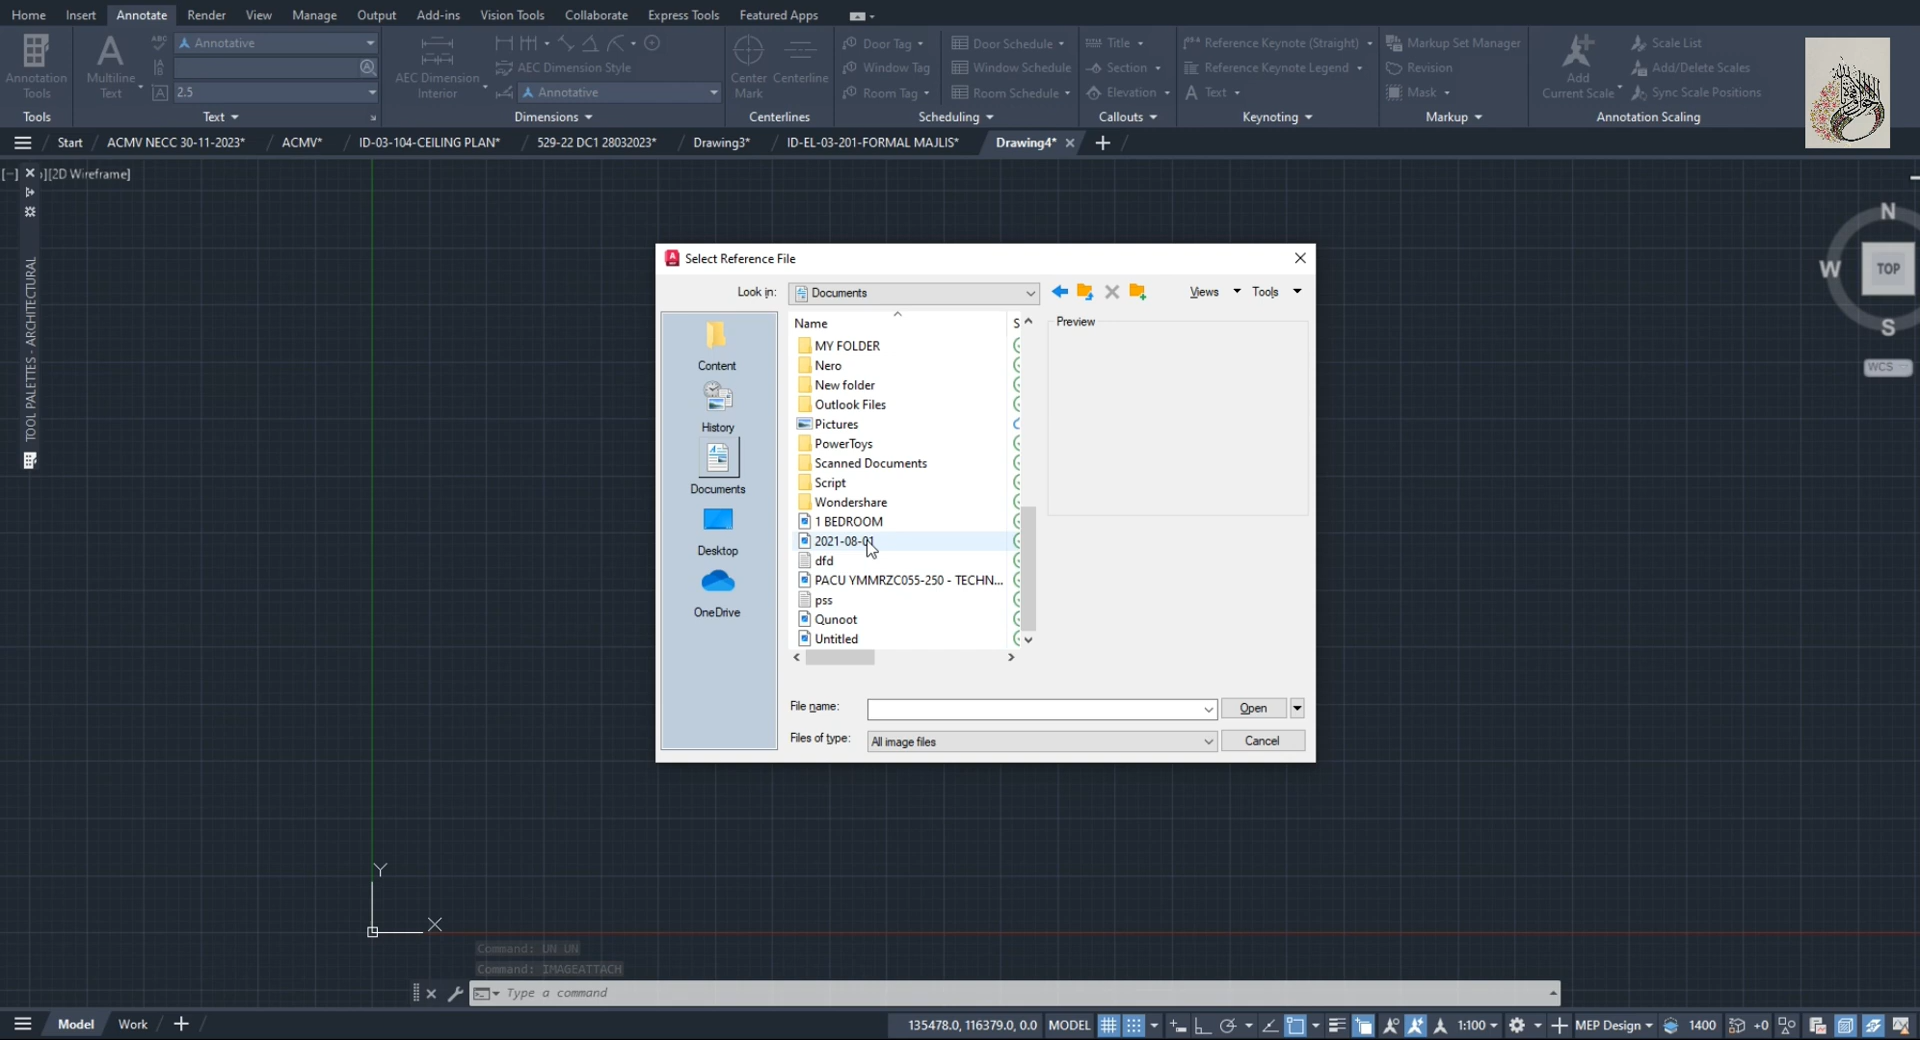 Home Insert Annotate Render View Manage Output Add-ins Vision Tools Collaborate Express Tools Featured Apps
Annotation Tools
Tools
Multiline Text
ABC
Annotative
2.5
Text
AEC Dimension Interior
AEC Dimension Style
Annotative
Dimensions
Center Mark
Centerline
Centerlines
Door Tag
Window Tag
Room Tag
Door Schedule
Window Schedule
Room Schedule
Scheduling
Title
Section
Elevation
Callouts
Reference Keynote (Straight)
Reference Keynote Legend
Text
Keynoting
Markup Set Manager
Revision
Mask
Markup
Add Current Scale
Scale List
Add/Delete Scales
Sync Scale Positions
Annotation Scaling
Start ACMV NECC 30-11-2023* ACMV* ID-03-104-CEILING PLAN* 529-22 DC1 28032023* Drawing3* ID-EL-03-201-FORMAL MAJLIS* Drawing4*
[2D Wireframe]
TOOL PALETTES - ARCHITECTURAL
N
W
TOP
S
WCS
Select Reference File
Look in: Documents
Views Tools
Content
History
Documents
Desktop
OneDrive
Name S
MY FOLDER
Nero
New folder
Outlook Files
Pictures
PowerToys
Scanned Documents
Script
Wondershare
1 BEDROOM
2021-08-01
dfd
PACU YMMRZC055-250 - TECHN...
pss
Qunoot
Untitled
Preview
File name: Open
Files of type: All image files Cancel
Y
X
Command: UN UN
Command: IMAGEATTACH
Type a command
Model Work
135478.0, 116379.0, 0.0 MODEL 1:100 MEP Design 1400 +0